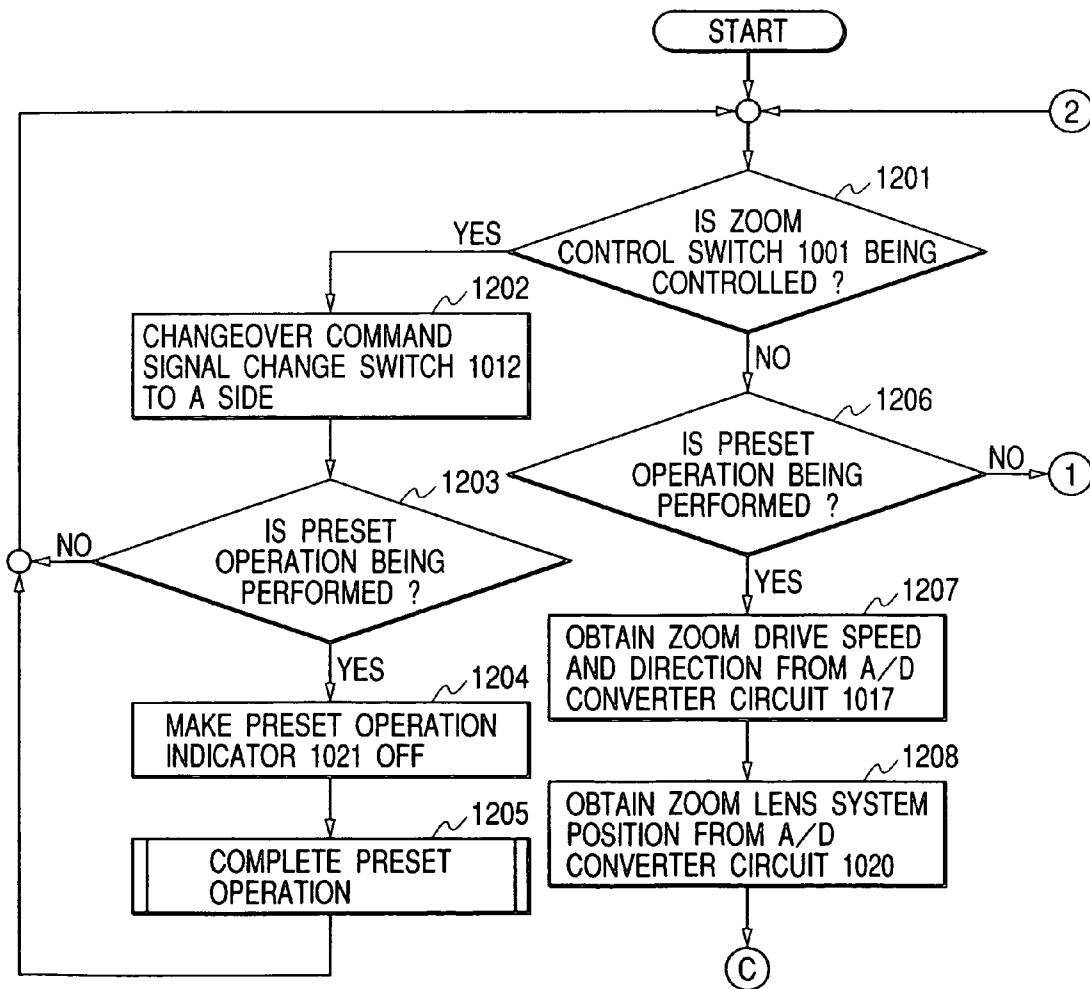 START
2
1201
IS ZOOM
CONTROL SWITCH 1001 BEING
CONTROLLED ?
YES
NO
1202
CHANGEOVER COMMAND
SIGNAL CHANGE SWITCH 1012
TO A SIDE
1206
IS PRESET
OPERATION BEING
PERFORMED ?
NO
1
YES
1203
IS PRESET
OPERATION BEING
PERFORMED ?
NO
YES
1207
OBTAIN ZOOM DRIVE SPEED
AND DIRECTION FROM A/D
CONVERTER CIRCUIT 1017
1204
MAKE PRESET OPERATION
INDICATOR 1021 OFF
1208
OBTAIN ZOOM LENS SYSTEM
POSITION FROM A/D
CONVERTER CIRCUIT 1020
1205
COMPLETE PRESET
OPERATION
C